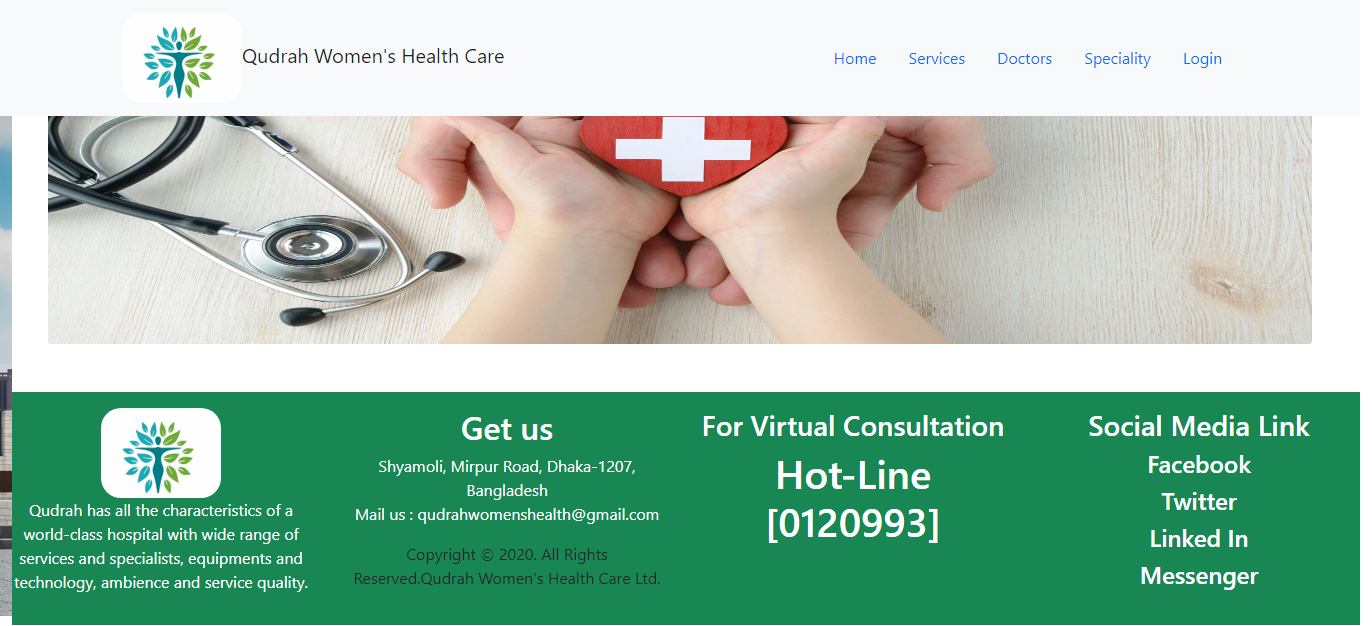 Qudrah Women's Health Care
Home
Services
Doctors
Speciality
Login
Qudrah has all the characteristics of a
world-class hospital with wide range of
services and specialists, equipments and
technology, ambience and service quality.
Get us
Shyamoli, Mirpur Road, Dhaka-1207,
Bangladesh
Mail us : qudrahwomenshealth@gmail.com
Copyright © 2020. All Rights
Reserved.Qudrah Women's Health Care Ltd.
For Virtual Consultation
Hot-Line
[0120993]
Social Media Link
Facebook
Twitter
Linked In
Messenger